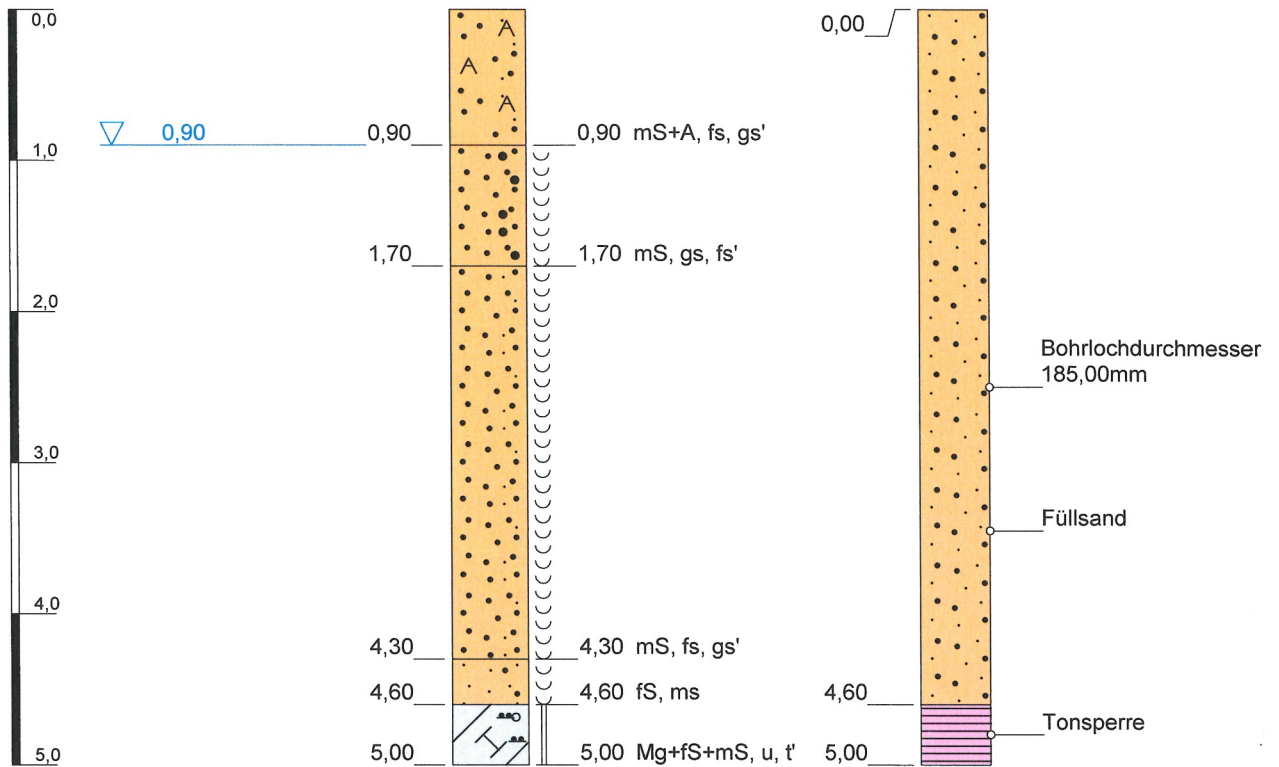 0,0
0,00
A
A
A
0,90
0,90
0,90 mS+A, fs, gs'
1,0
1,70
1,70 mS, gs, fs'
2,0
Bohrlochdurchmesser
185,00mm
3,0
Füllsand
4,0
4,30
4,30 mS, fs, gs'
4,60
4,60 fS, ms
4,60
Tonsperre
5,0
5,00
5,00 Mg+fS+mS, u, t'
5,00